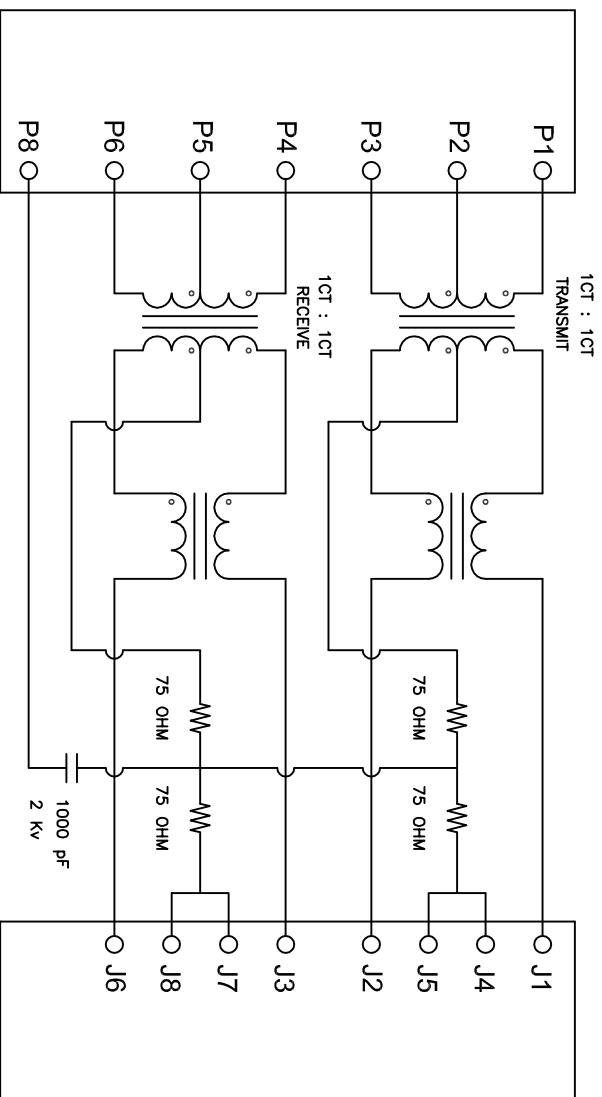 1CT : 1CT
TRANSMIT
P1
P2
P3
1CT : 1CT
RECEIVE
P4
P5
P6
P8
75 OHM
75 OHM
75 OHM
75 OHM
1000 pF
2 Kv
J1
J4
J5
J2
J3
J7
J8
J6